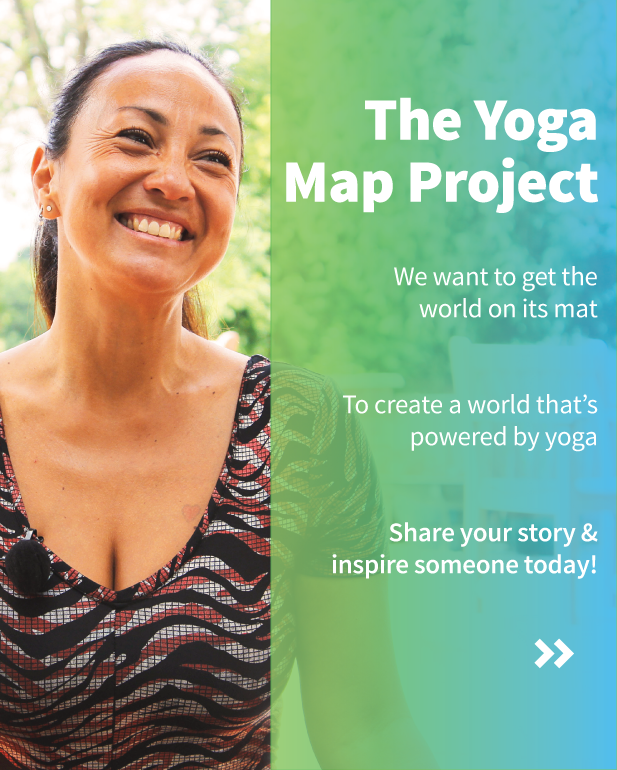 The Yoga
Map Project
We want to get the
world on its mat
To create a world that’s
powered by yoga
Share your story &
inspire someone today!